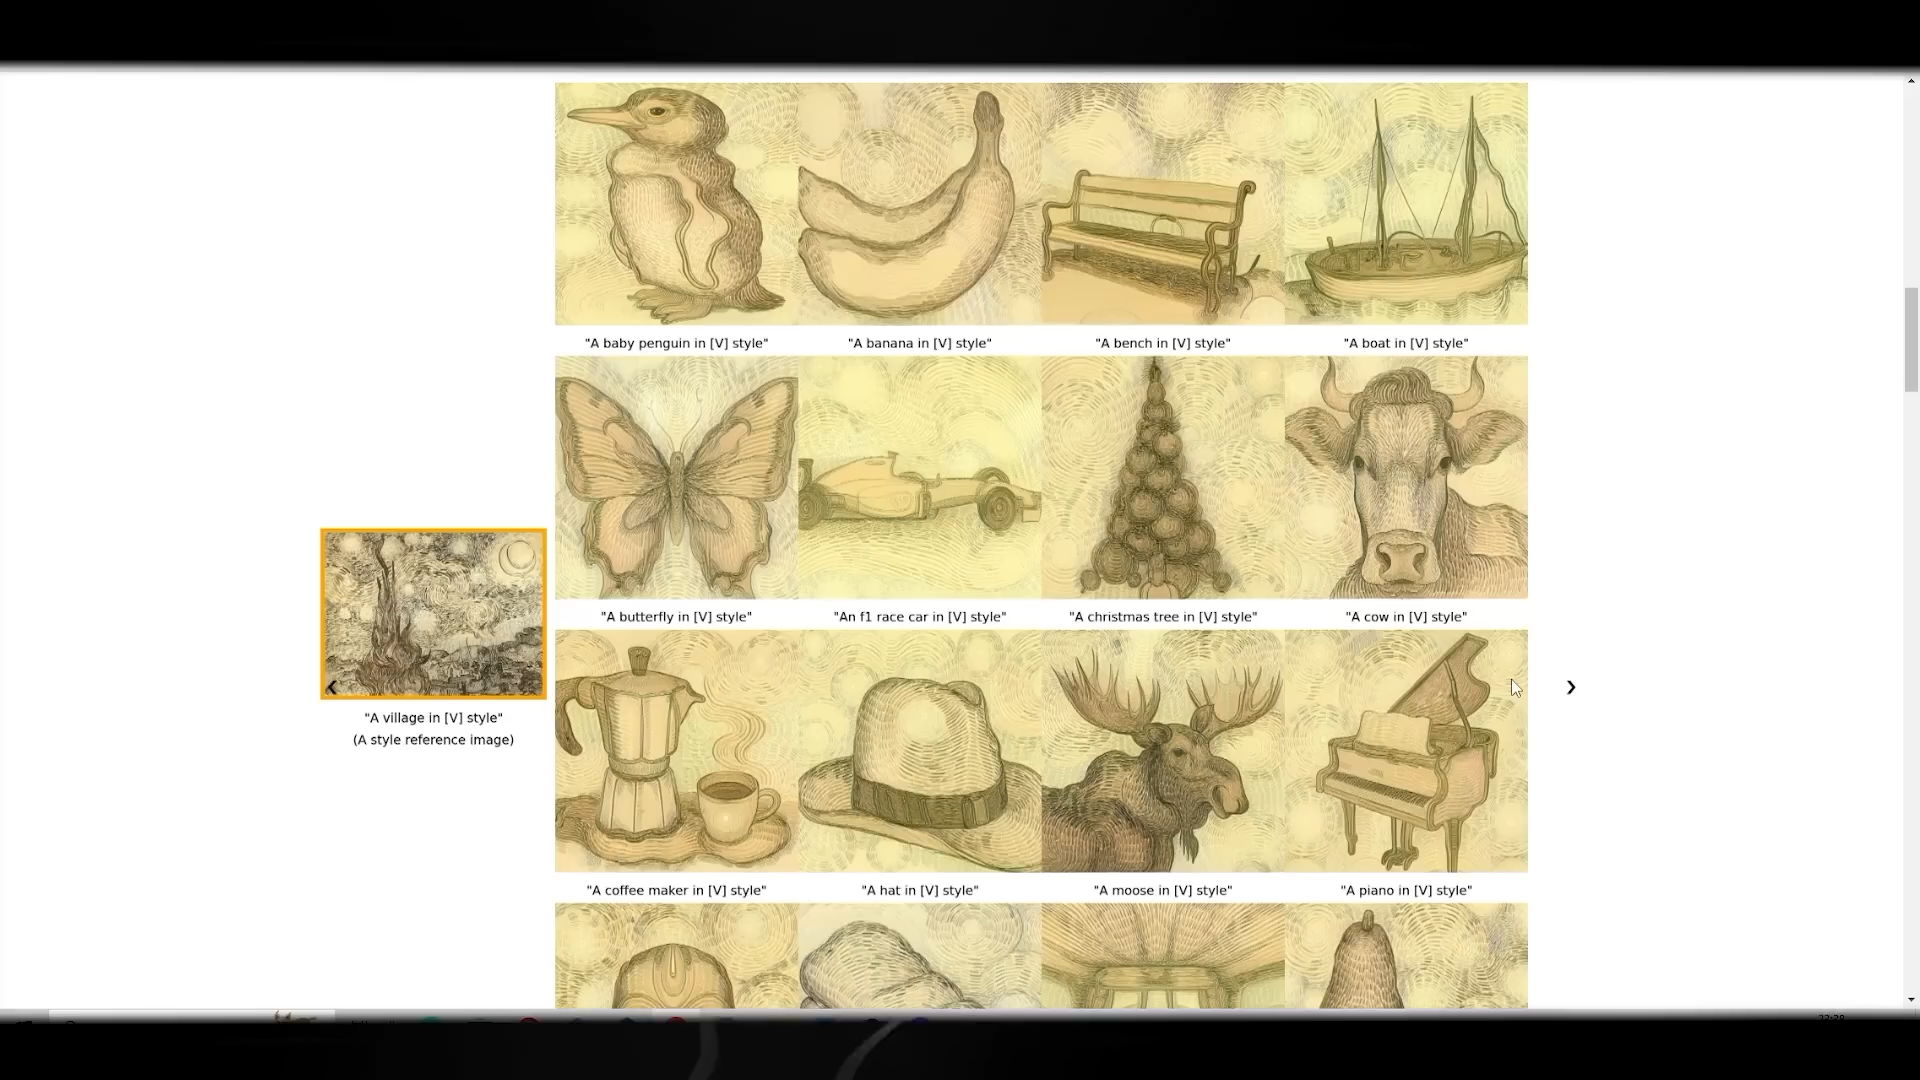 "A baby penguin in [V] style"
"A banana in [V] style"
"A bench in [V] style"
"A boat in [V] style"
"A butterfly in [V] style"
"An f1 race car in [V] style"
"A christmas tree in [V] style"
"A cow in [V] style"
"A village in [V] style"
(A style reference image)
"A coffee maker in [V] style"
"A hat in [V] style"
"A moose in [V] style"
"A piano in [V] style"